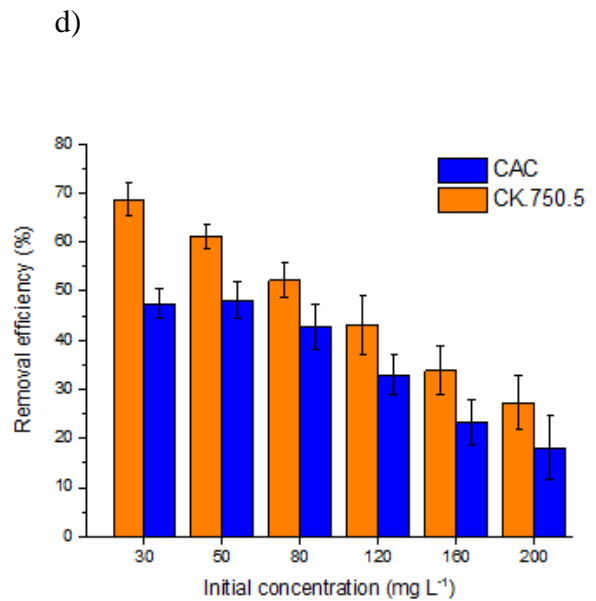 d)
80
70
60
50
40
30
20
10
0
Removal efficiency (%)
CAC
CK.750.5
30 50 80 120 160 200
Initial concentration (mg L⁻¹)